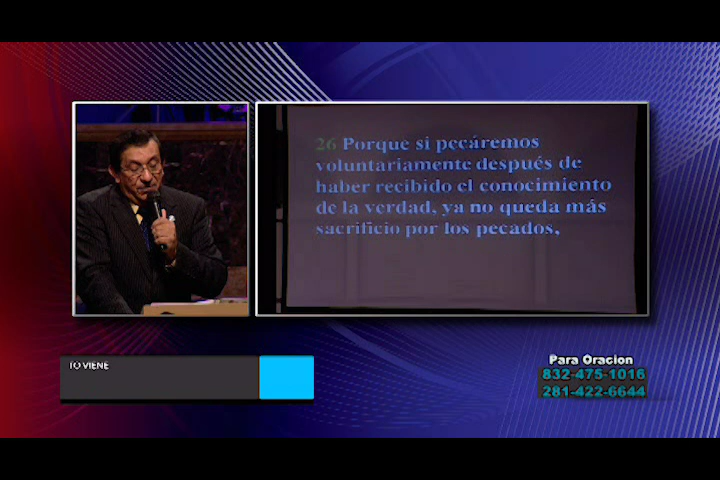 26 Porque si pecáremos
voluntariamente después de
haber recibido el conocimiento
de la verdad, ya no queda más
sacrificio por los pecados,
TO VIENE
Para Oracion
832-475-1016
281-422-6644